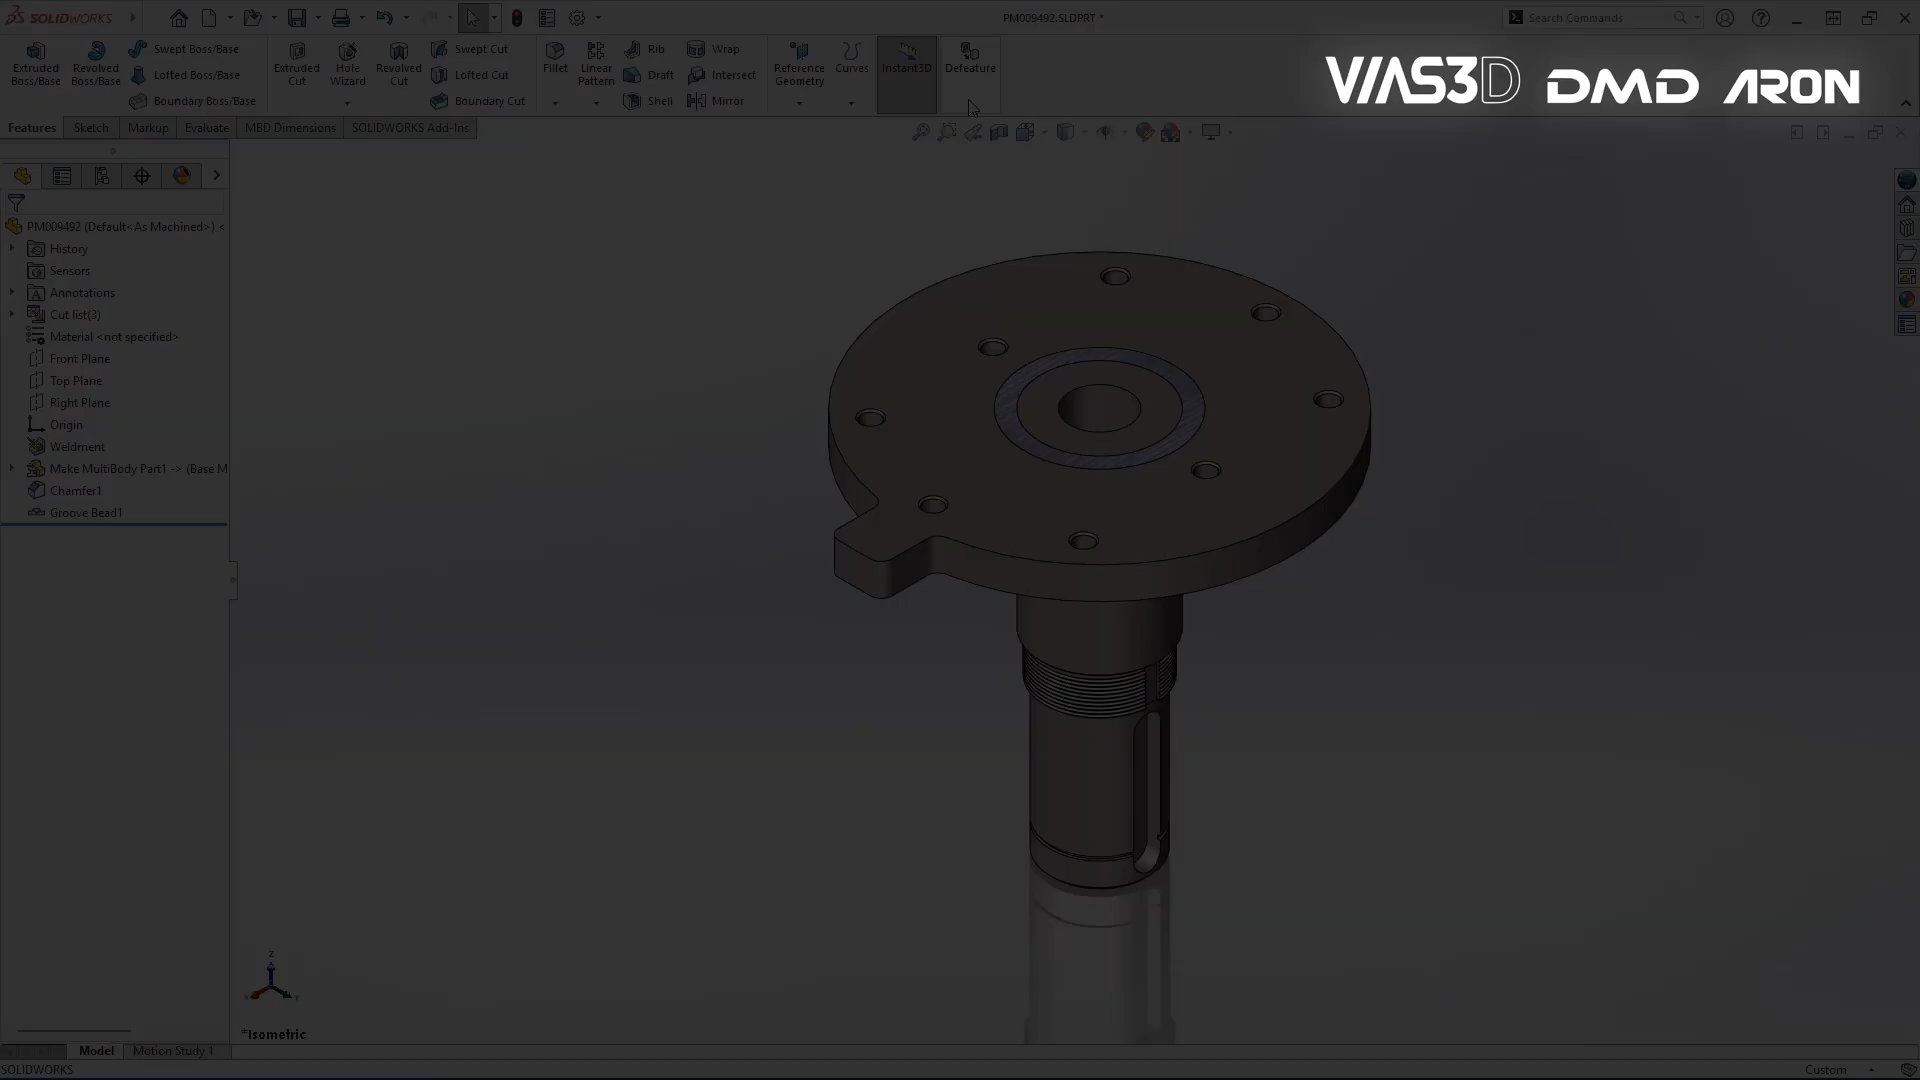 SOLIDWORKS
PM009492.SLDPRT *
Search Commands
VIAS3D DMD ARON
Extruded Boss/Base
Revolved Boss/Base
Swept Boss/Base
Lofted Boss/Base
Boundary Boss/Base
Extruded Cut
Hole Wizard
Revolved Cut
Swept Cut
Lofted Cut
Boundary Cut
Fillet
Linear Pattern
Rib
Draft
Shell
Wrap
Intersect
Mirror
Reference Geometry
Curves
Instant3D
Defeature
Features Sketch Markup Evaluate MBD Dimensions SOLIDWORKS Add-Ins
PM009492 (Default<As Machined>) <
History
Sensors
Annotations
Cut list(3)
Material <not specified>
Front Plane
Top Plane
Right Plane
Origin
Weldment
Make MultiBody Part1 -> (Base M
Chamfer1
Groove Bead1
Z
*Isometric
Model Motion Study 1
SOLIDWORKS
Custom